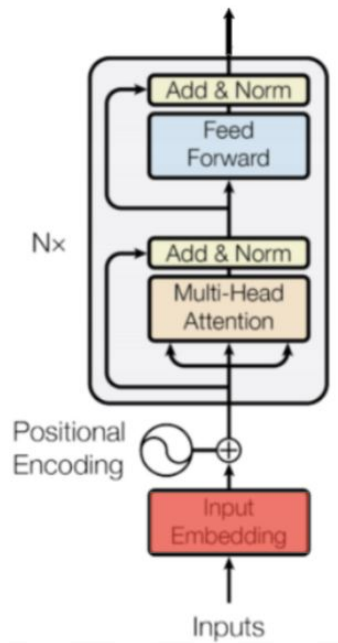 Add & Norm
Feed
Forward
Nx
Add & Norm
Multi-Head
Attention
Positional
Encoding
Input
Embedding
Inputs